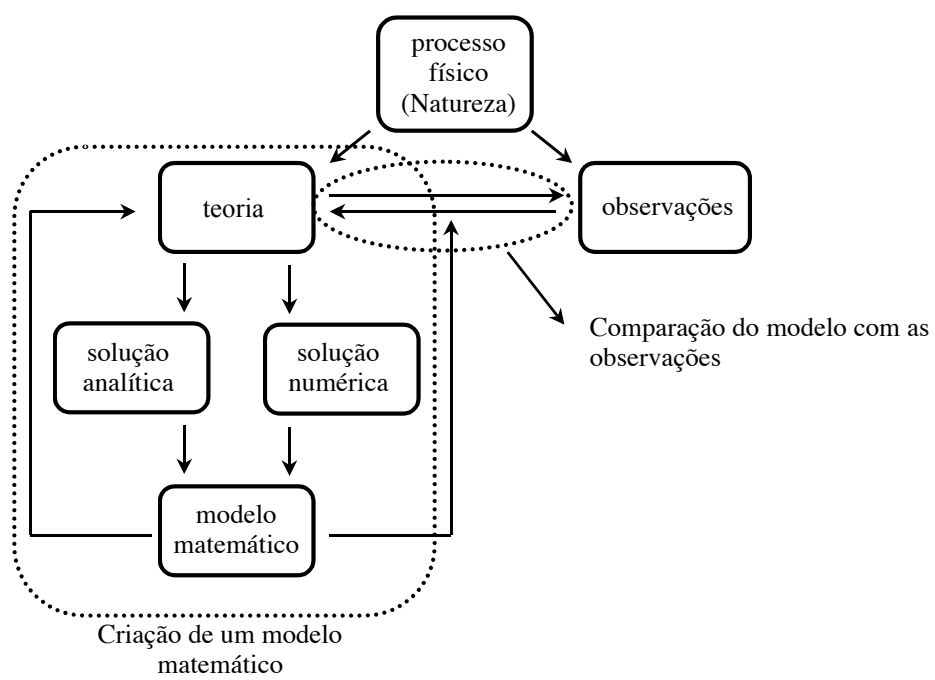 processo
físico
(Natureza)
teoria
observações
Comparação do modelo com as
observações
solução
analítica
solução
numérica
modelo
matemático
Criação de um modelo
matemático